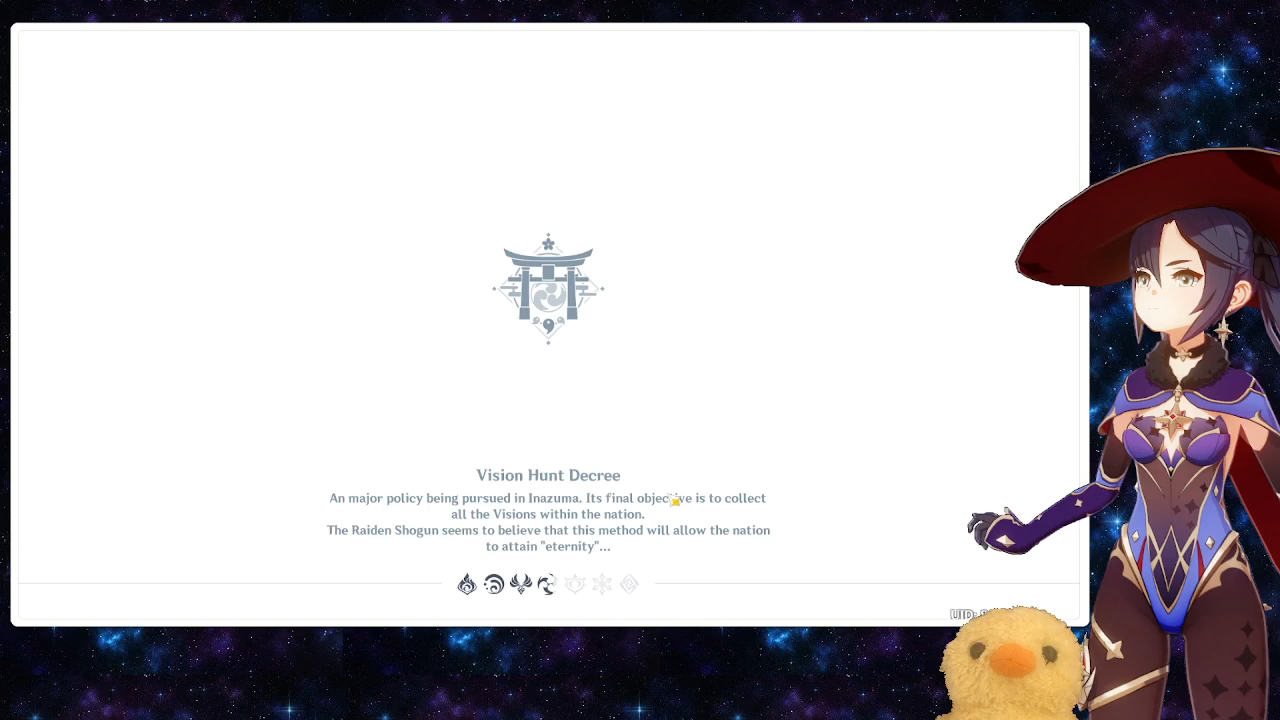 Vision Hunt Decree
An major policy being pursued in Inazuma. Its final objective is to collect
all the Visions within the nation.
The Raiden Shogun seems to believe that this method will allow the nation
to attain "eternity"...
UID: